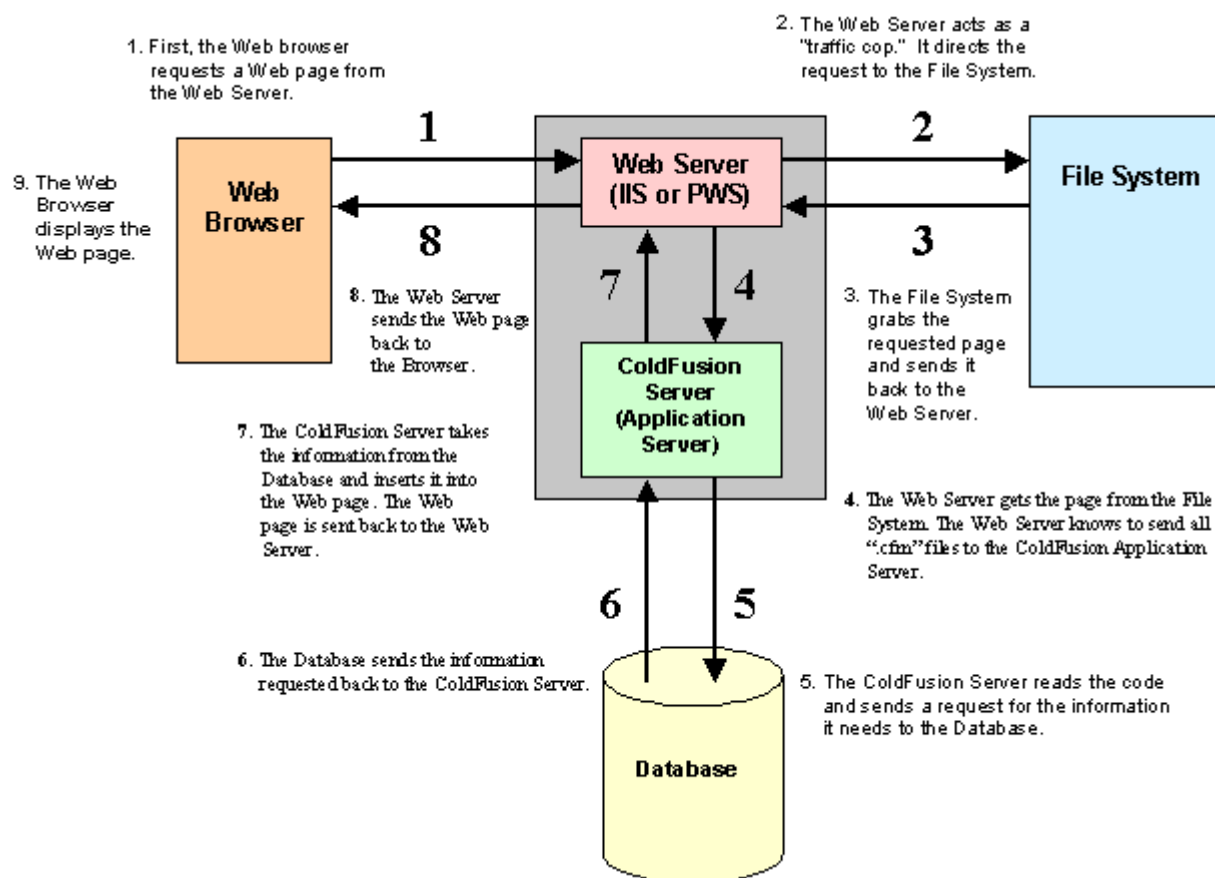 1. First, the Web browser
requests a Web page from
the Web Server.
2. The Web Server acts as a
"traffic cop." It directs the
request to the File System.
1
2
Web Server
(IIS or PWS)
File System
9. The Web
Browser
displays the
Web page.
Web
Browser
8
3
7
4
8. The Web Server
sends the Web page
back to
the Browser.
3. The File System
grabs the
requested page
and sends it
back to the
Web Server.
ColdFusion
Server
(Application
Server)
7. The ColdFusion Server takes
the information from the
Database and inserts it into
the Web page. The Web
page is sent back to the Web
Server.
4. The Web Server gets the page from the File
System. The Web Server knows to send all
“.cfm” files to the ColdFusion Application
Server.
6
5
6. The Database sends the information
requested back to the ColdFusion Server.
5. The ColdFusion Server reads the code
and sends a request for the information
it needs to the Database.
Database